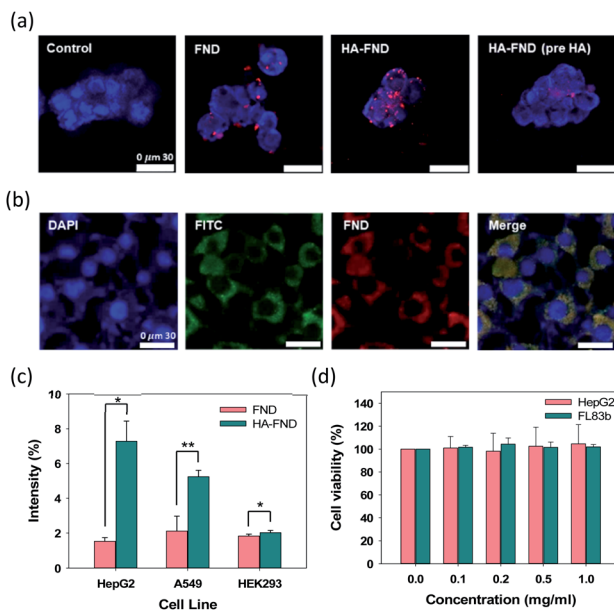 (a)
Control
FND
HA-FND
HA-FND (pre HA)
0 μm 30
(b)
DAPI
FITC
FND
Merge
0 μm 30
(c)
(d)
10
8
6
4
2
0
Intensity (%)
*
**
*
FND
HA-FND
HepG2 A549 HEK293
Cell Line
140
120
100
80
60
40
20
0
Cell viability (%)
HepG2
FL83b
0.0 0.1 0.2 0.5 1.0
Concentration (mg/ml)